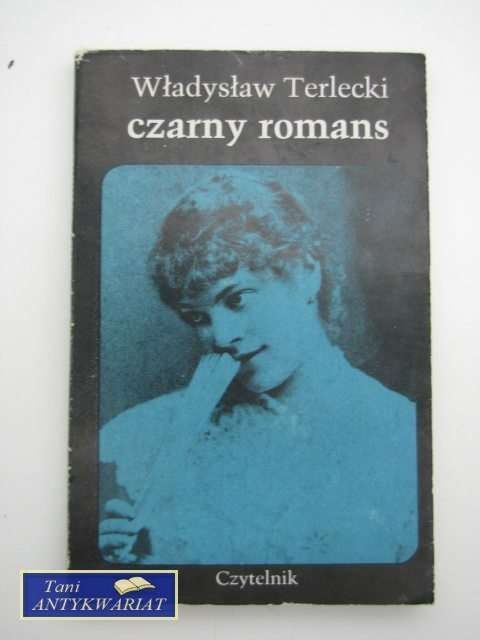 Władysław Terlecki
czarny romans
Czytelnik
Tani
ANTYKWARIAT